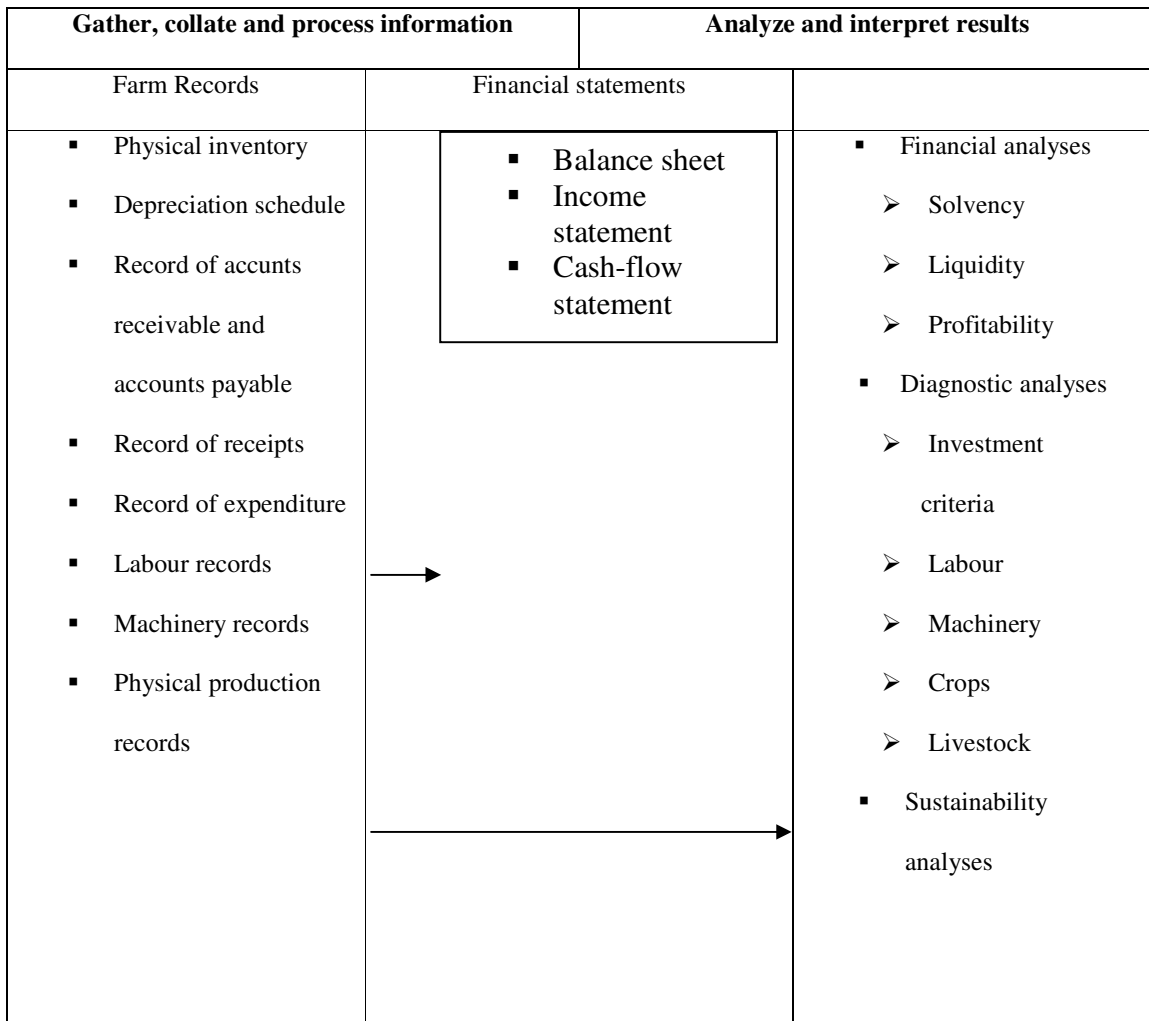 Gather, collate and process information
Analyze and interpret results
Farm Records
Financial statements
▪ Physical inventory
▪ Depreciation schedule
▪ Record of accunts
receivable and
accounts payable
▪ Record of receipts
▪ Record of expenditure
▪ Labour records
▪ Machinery records
▪ Physical production
records
▪ Balance sheet
▪ Income
statement
▪ Cash-flow
statement
▪ Financial analyses
➢ Solvency
➢ Liquidity
➢ Profitability
▪ Diagnostic analyses
➢ Investment
criteria
➢ Labour
➢ Machinery
➢ Crops
➢ Livestock
▪ Sustainability
analyses